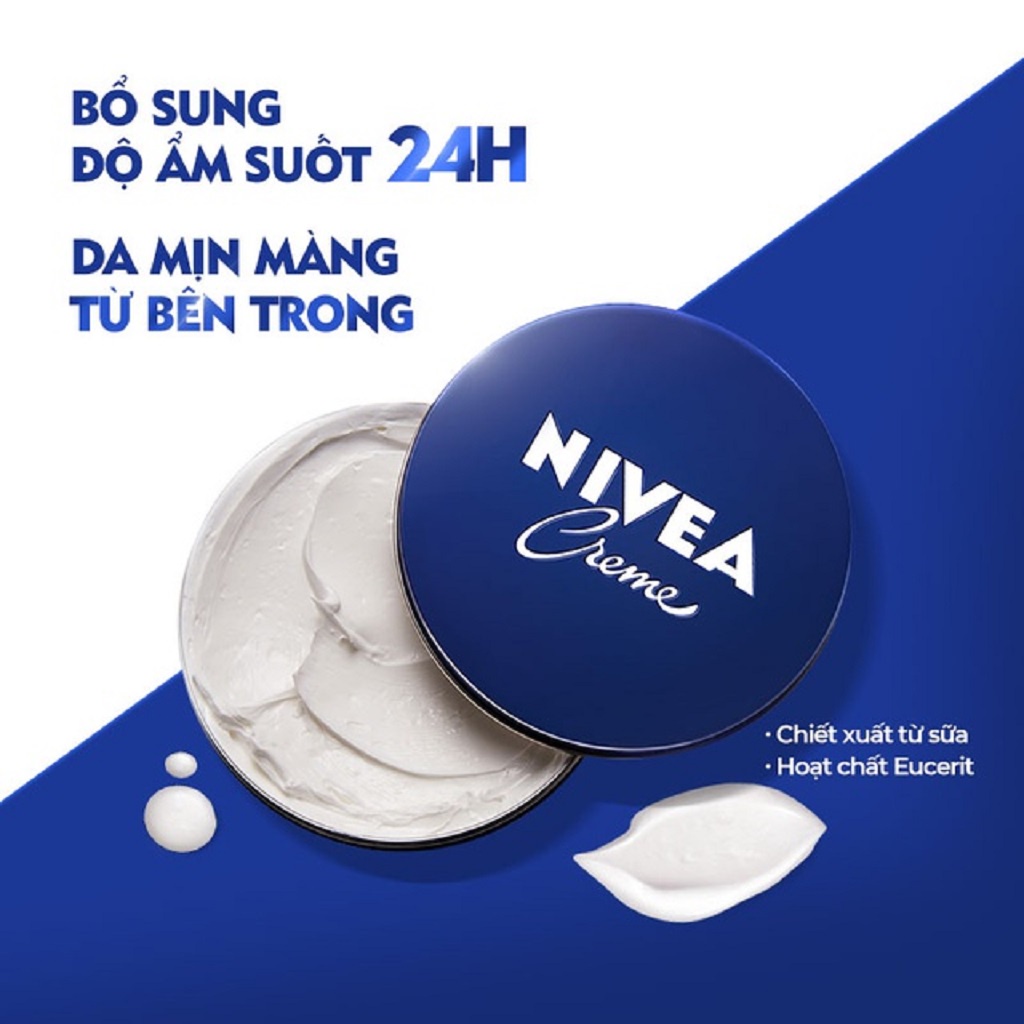 BỔ SUNG
ĐỘ ẨM SUỐT 24H
DA MỊN MÀNG
TỪ BÊN TRONG
NIVEA
Creme
• Chiết xuất từ sữa
• Hoạt chất Eucerit